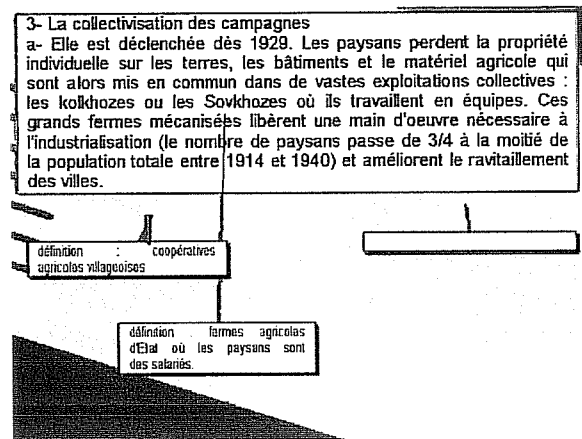 3- La collectivisation des campagnes
a- Elle est déclenchée dès 1929. Les paysans perdent la propriété
individuelle sur les terres, les bâtiments et le matériel agricole qui
sont alors mis en commun dans de vastes exploitations collectives :
les kolkhozes ou les Sovkhozes où ils travaillent en équipes. Ces
grands fermes mécanisées libèrent une main d'oeuvre nécessaire à
l'industrialisation (le nombre de paysans passe de 3/4 à la moitié de
la population totale entre 1914 et 1940) et améliorent le ravitaillement
des villes.
définition : coopératives
agricoles villageoises
définition fermes agricolas
d'Etat où les paysans sont
des salariés.